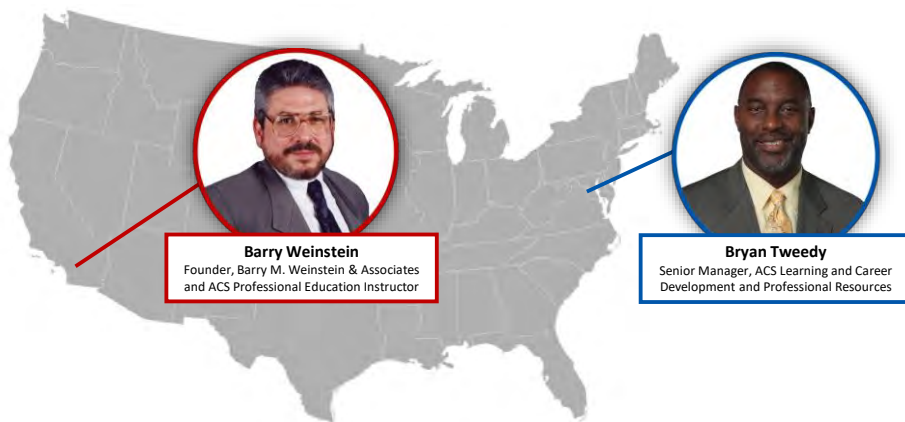 Barry Weinstein
Founder, Barry M. Weinstein & Associates
and ACS Professional Education Instructor
Bryan Tweedy
Senior Manager, ACS Learning and Career
Development and Professional Resources